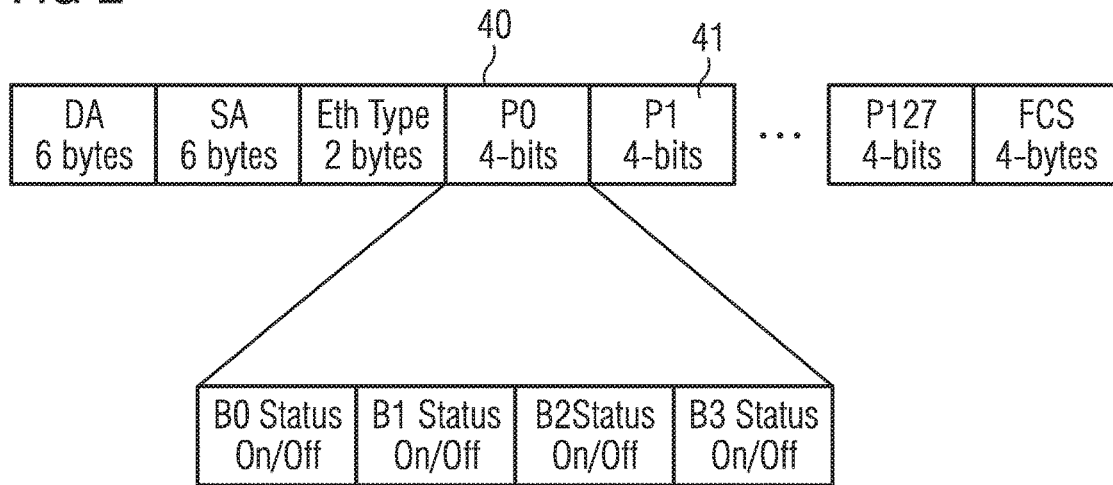 40
41
DA SA Eth Type P0 P1 ... P127 FCS
6 bytes 6 bytes 2 bytes 4-bits 4-bits 4-bits 4-bytes
B0 Status B1 Status B2Status B3 Status
On/Off On/Off On/Off On/Off